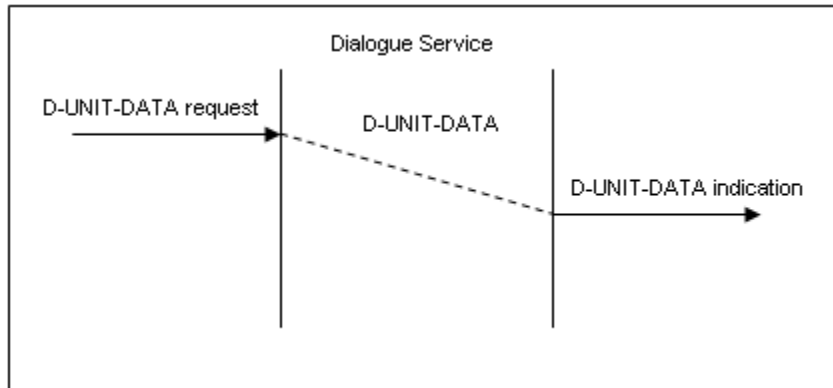 Dialogue Service
D-UNIT-DATA request
D-UNIT-DATA
D-UNIT-DATA indication